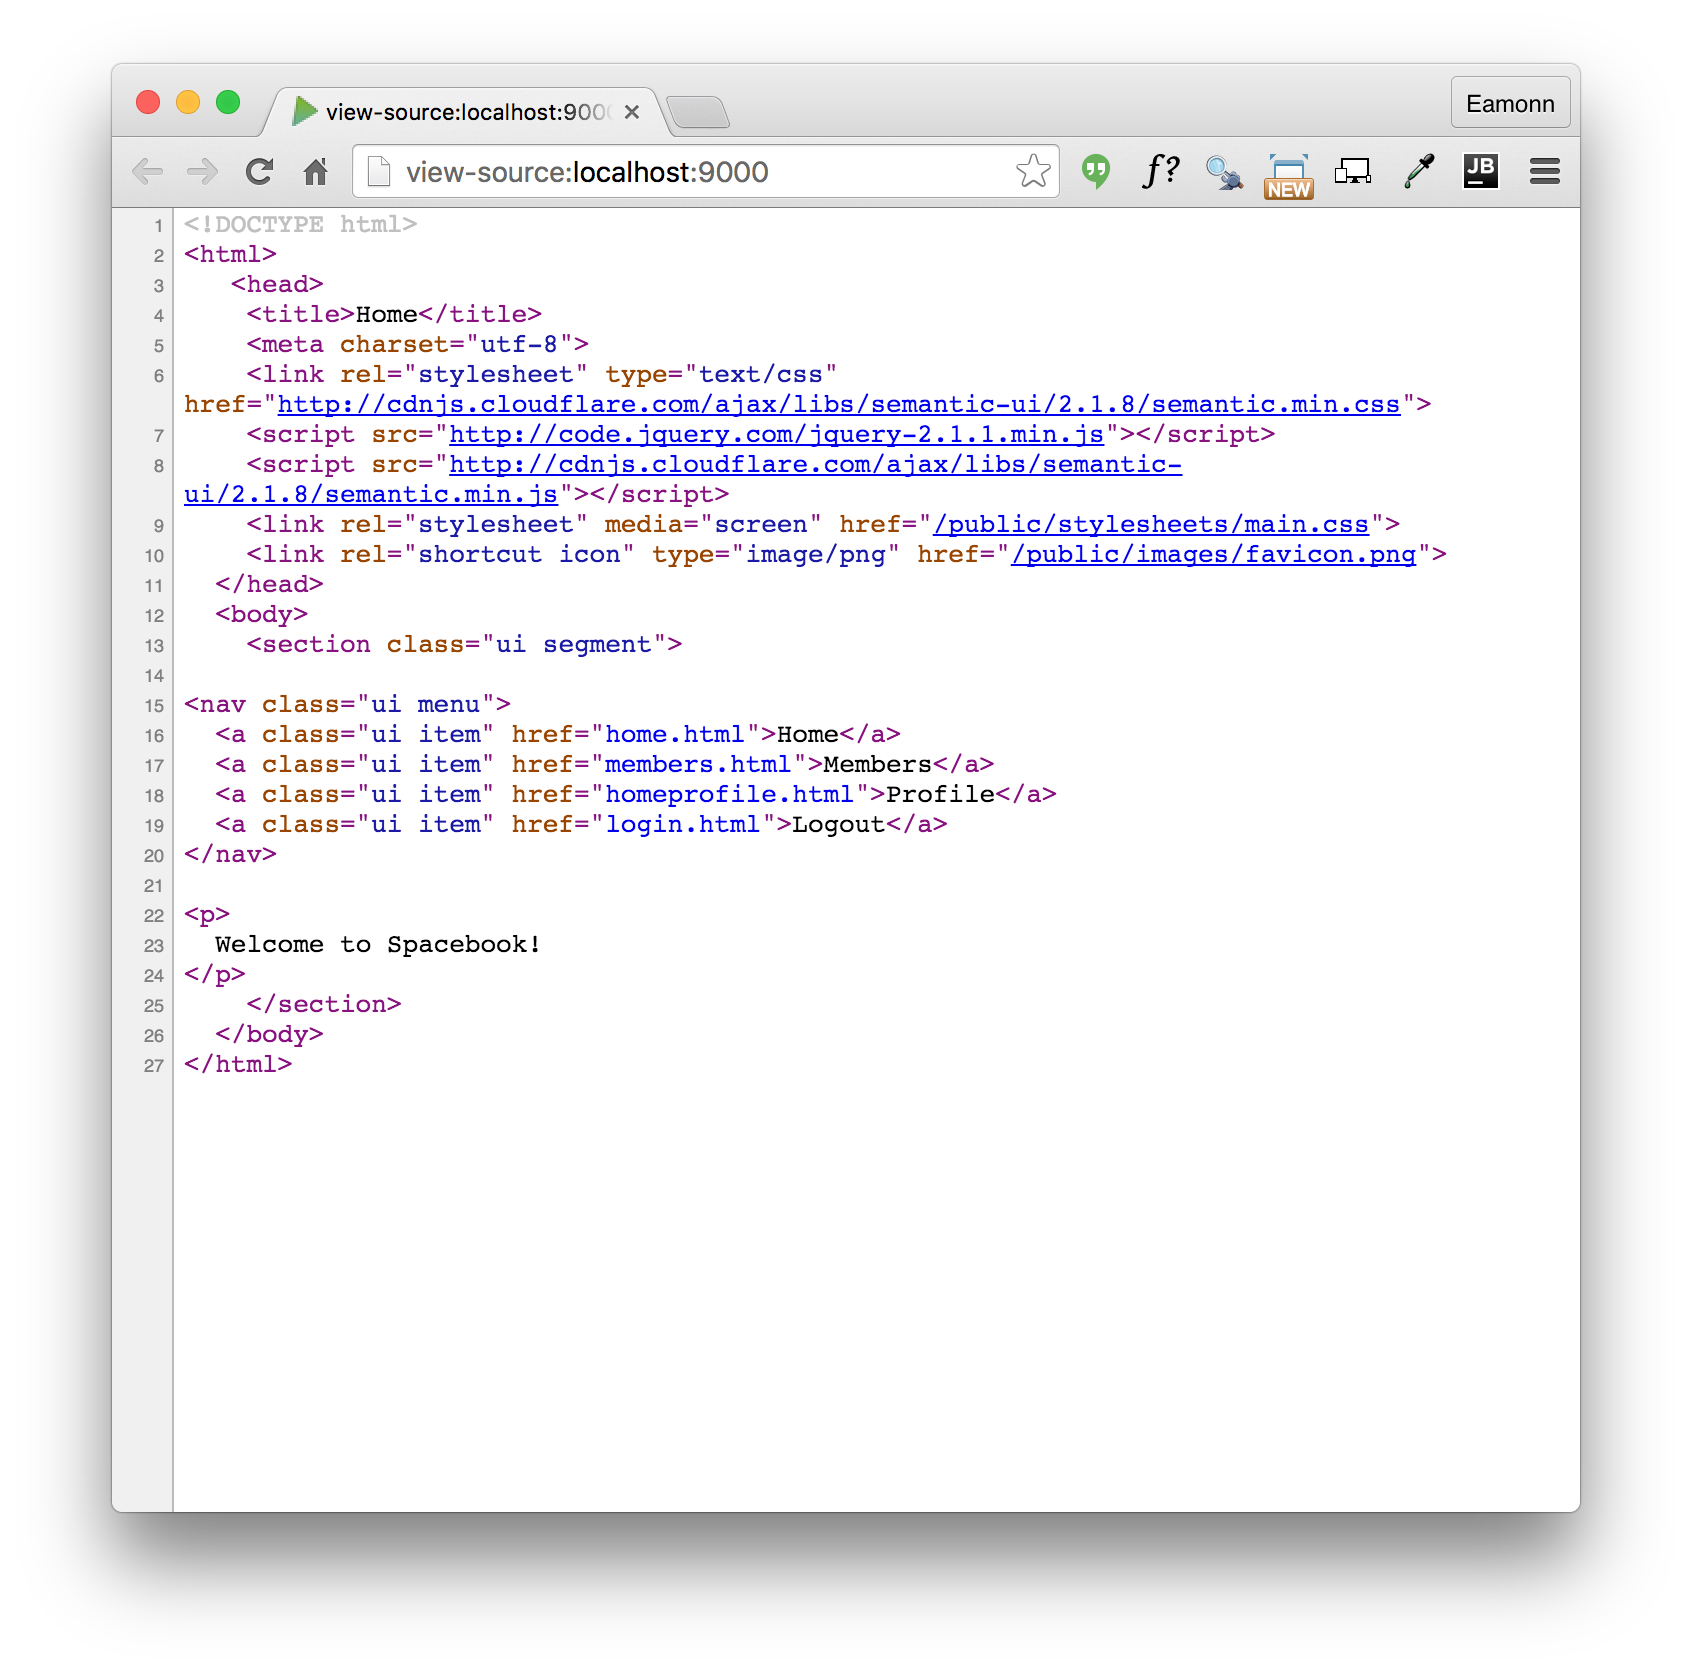 view-source:localhost:900
Eamonn
view-source:localhost:9000
f?
NEW
JB
1 <!DOCTYPE html>
2 <html>
3    <head>
4     <title>Home</title>
5     <meta charset="utf-8">
6     <link rel="stylesheet" type="text/css"
href="http://cdnjs.cloudflare.com/ajax/libs/semantic-ui/2.1.8/semantic.min.css">
7     <script src="http://code.jquery.com/jquery-2.1.1.min.js"></script>
8     <script src="http://cdnjs.cloudflare.com/ajax/libs/semantic-
ui/2.1.8/semantic.min.js"></script>
9     <link rel="stylesheet" media="screen" href="/public/stylesheets/main.css">
10     <link rel="shortcut icon" type="image/png" href="/public/images/favicon.png">
11   </head>
12   <body>
13     <section class="ui segment">
14
15 <nav class="ui menu">
16   <a class="ui item" href="home.html">Home</a>
17   <a class="ui item" href="members.html">Members</a>
18   <a class="ui item" href="homeprofile.html">Profile</a>
19   <a class="ui item" href="login.html">Logout</a>
20 </nav>
21
22 <p>
23   Welcome to Spacebook!
24 </p>
25     </section>
26   </body>
27 </html>